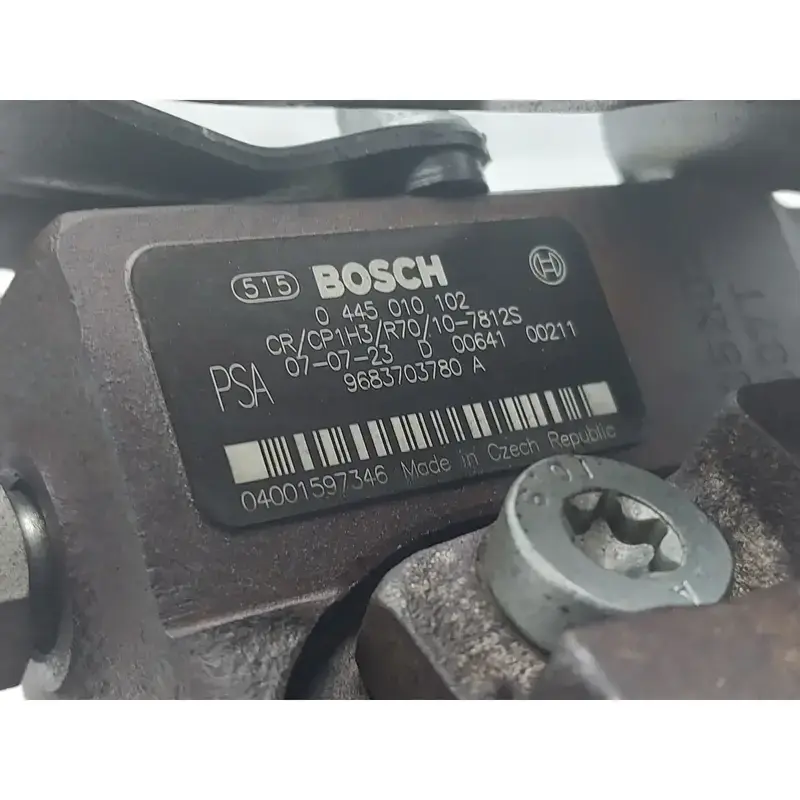 515 BOSCH
0 445 010 102
CR/CP1H3/R70/10-7812S
07-07-23 D 00641 00211
PSA 9683703780 A
04001597346 Made in Czech Republic